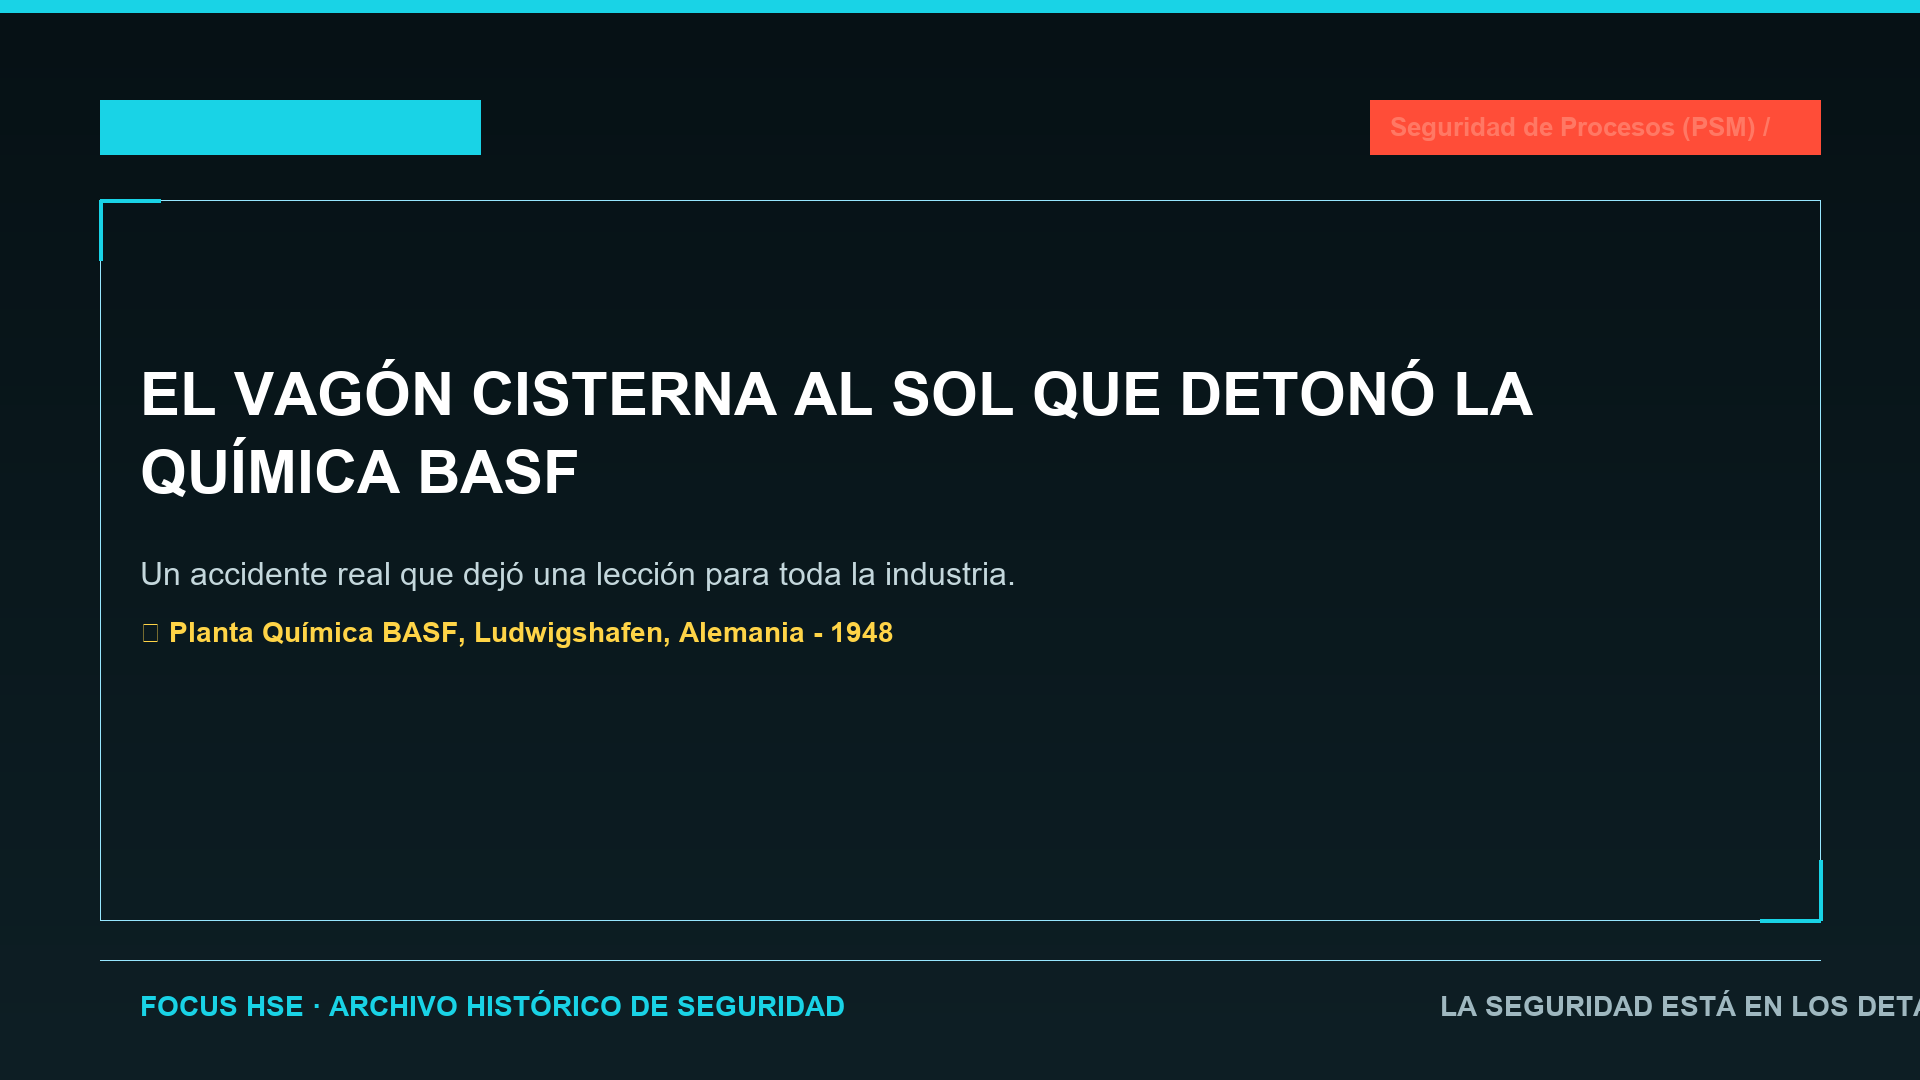 Seguridad de Procesos (PSM) /
EL VAGÓN CISTERNA AL SOL QUE DETONÓ LA
QUÍMICA BASF
Un accidente real que dejó una lección para toda la industria.
Planta Química BASF, Ludwigshafen, Alemania - 1948
FOCUS HSE · ARCHIVO HISTÓRICO DE SEGURIDAD
LA SEGURIDAD ESTÁ EN LOS DETA